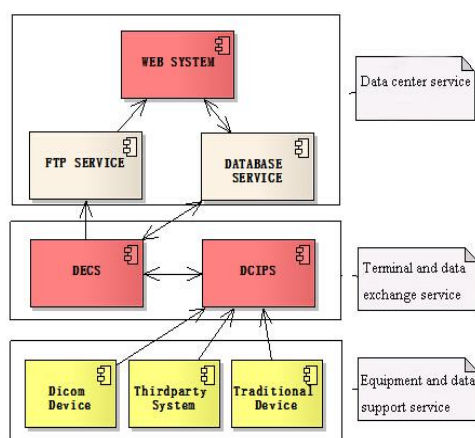 WEB SYSTEM
Data center service
FTP SERVICE
DATABASE
SERVICE
DECS
DCIPS
Terminal and data
exchange service
Dicom
Device
Thirdparty
System
Traditional
Device
Equipment and data
support service